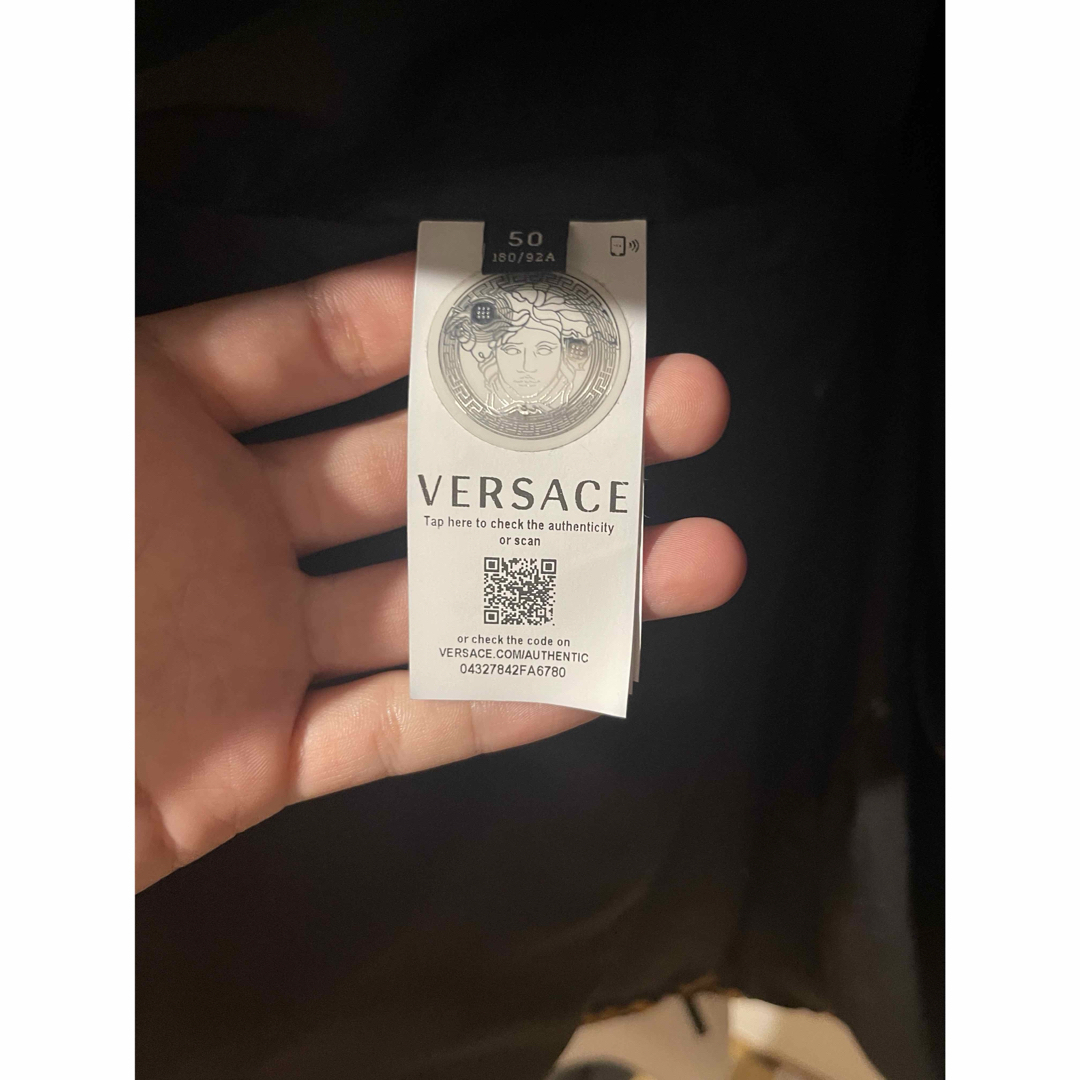 50
180/92A
VERSACE
Tap here to check the authenticity
or scan
or check the code on
VERSACE.COM/AUTHENTIC
04327842FA6780